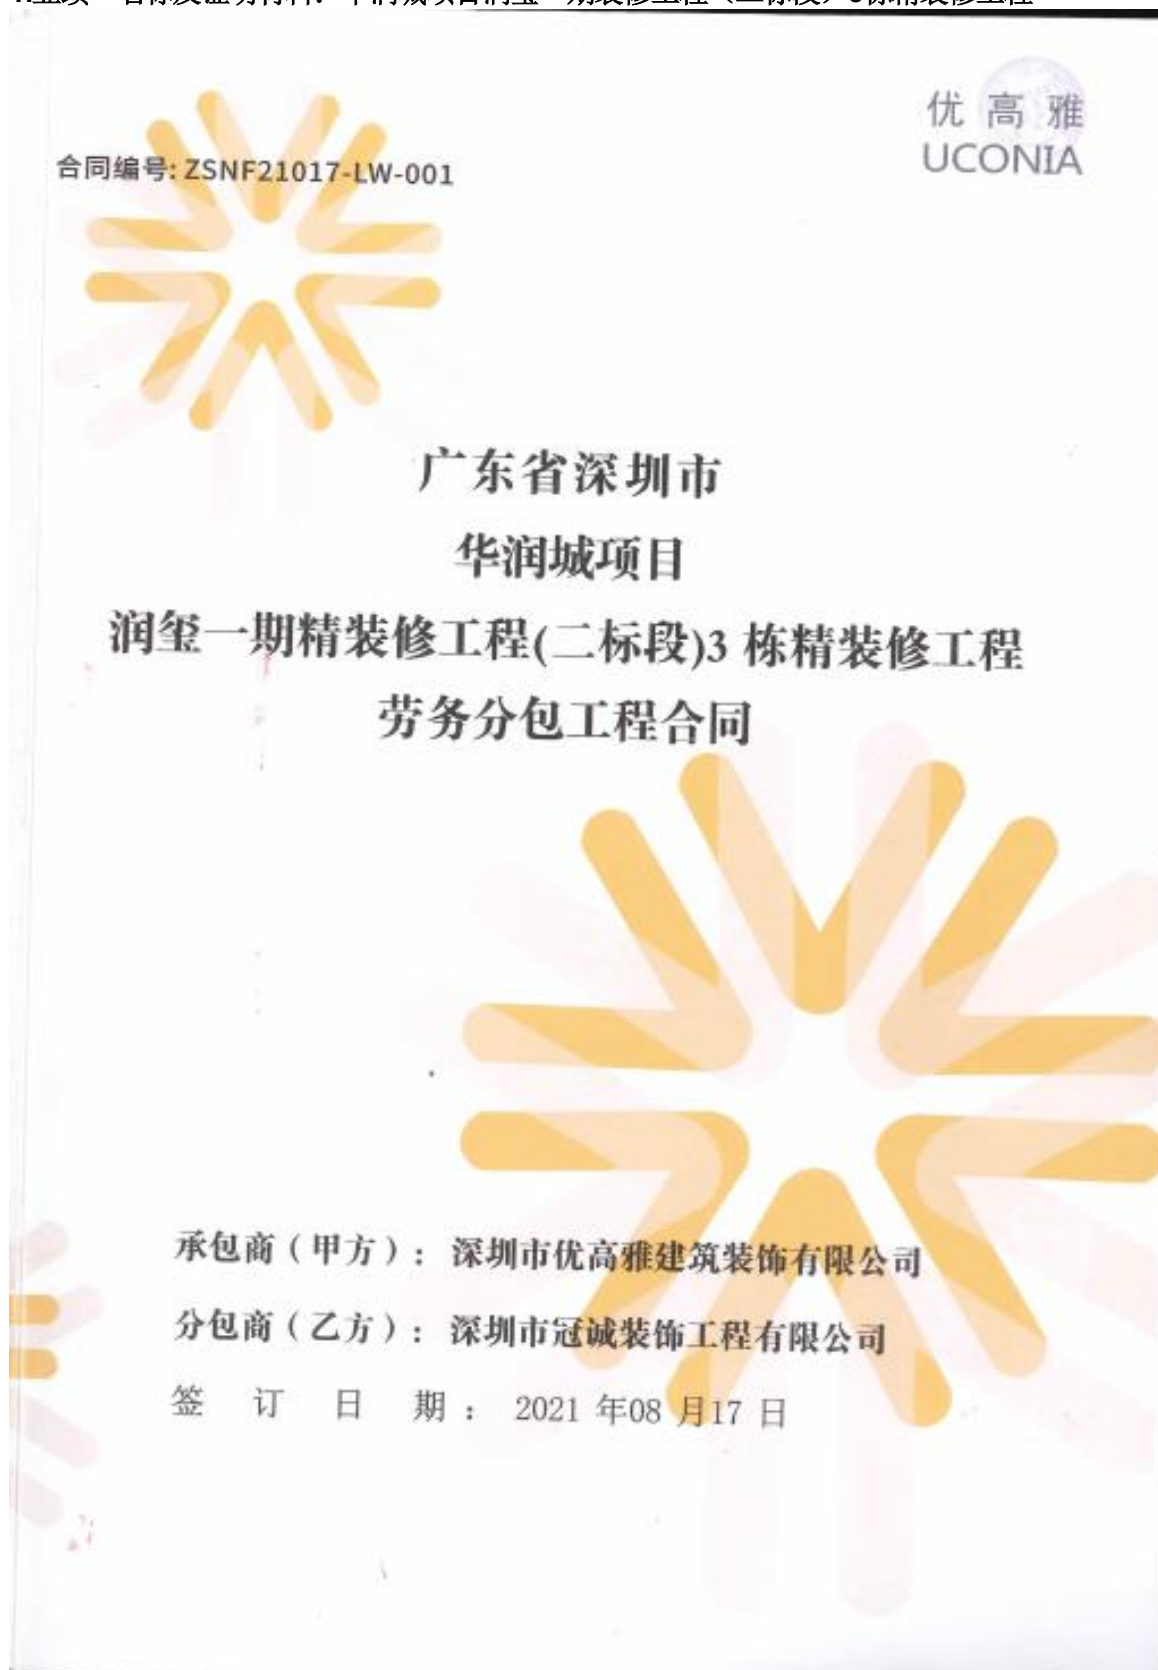 优高雅
UCONIA
合同编号: ZSNF21017-LW-001
广东省深圳市
华润城项目
润玺一期精装修工程(二标段)3 栋精装修工程
劳务分包工程合同
承包商（甲方）: 深圳市优高雅建筑装饰有限公司
分包商（乙方）: 深圳市冠诚装饰工程有限公司
签 订 日 期: 2021 年08 月17 日